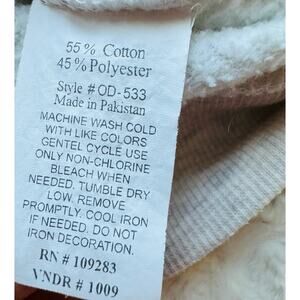 55% Cotton
45% Polyester
Style # OD-533
Made in Pakistan
MACHINE WASH COLD
WITH LIKE COLORS
GENTEL CYCLE USE
ONLY NON-CHLORINE
BLEACH WHEN
NEEDED. TUMBLE DRY
LOW. REMOVE
PROMPTLY. COOL IRON
IF NEEDED. DO NOT
IRON DECORATION.
RN # 109283
VNDR # 1009